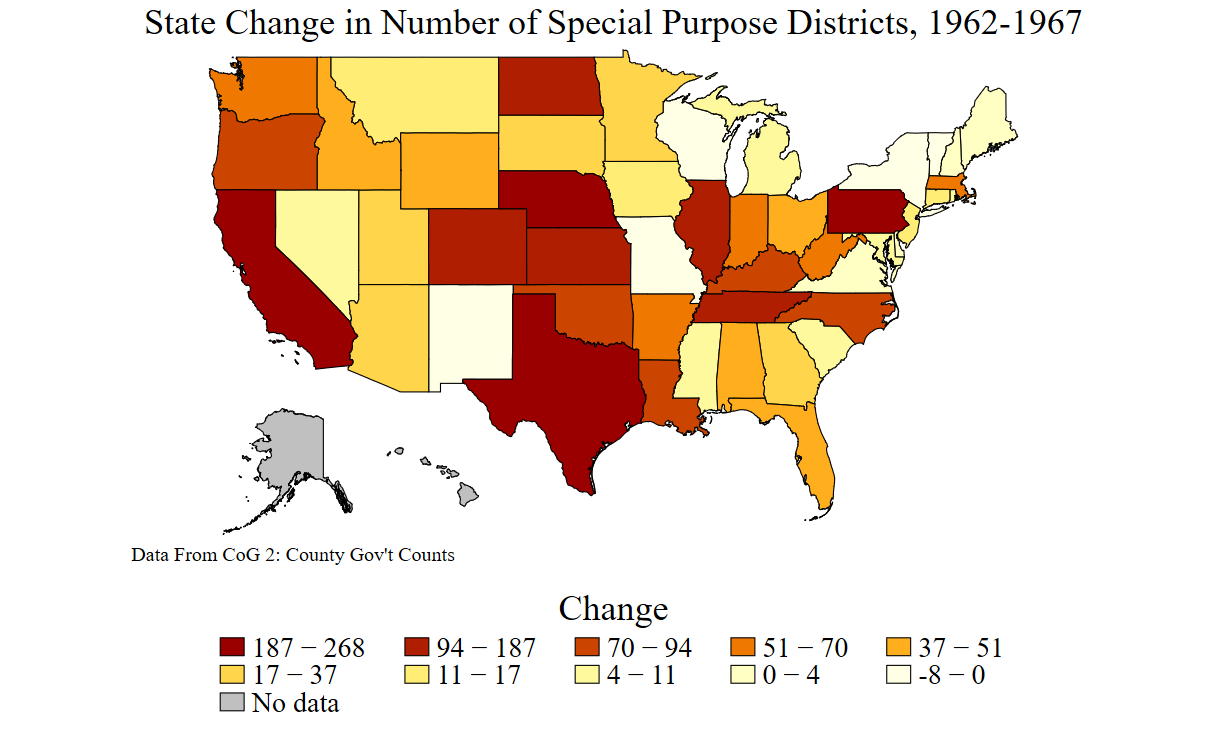 State Change in Number of Special Purpose Districts, 1962-1967
Data From CoG 2: County Gov't Counts
Change
187 − 268 94 − 187 70 − 94 51 − 70 37 − 51
17 − 37 11 − 17 4 − 11 0 − 4 -8 − 0
No data